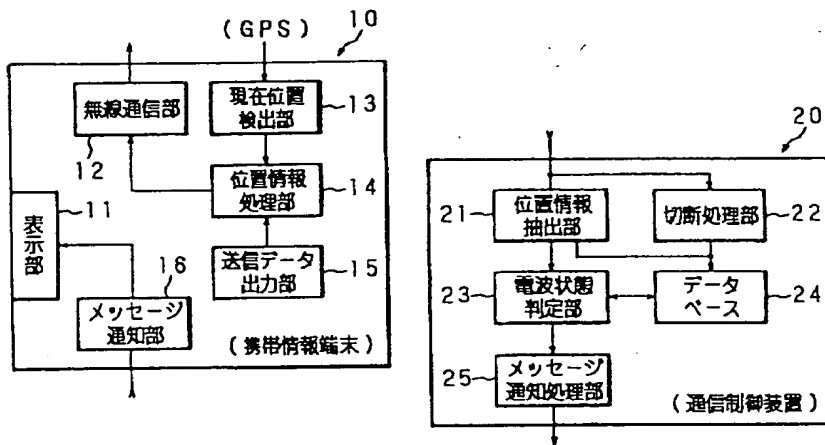 (GPS)
10
無線通信部
12
現在位置
検出部
13
位置情報
処理部
14
11
表示部
送信データ
出力部
15
16
メッセージ
通知部
(携帯情報端末)
20
21
位置情報
抽出部
切断処理部
22
23
電波状態
判定部
データ
ベース
24
25
メッセージ
通知処理部
(通信制御装置)